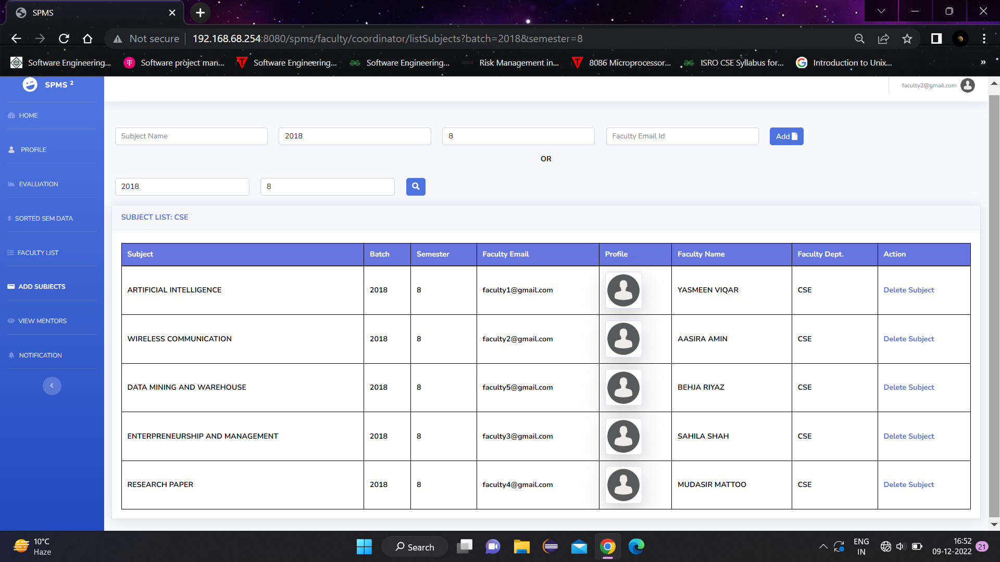 SPMS
Not secure 192.168.68.254:8080/spms/faculty/coordinator/listSubjects?batch=2018&semester=8
Software Engineering... Software project man... Software Engineering... Software Engineering... Risk Management in... 8086 Microprocessor... ISRO CSE Syllabus for... Introduction to Unix... »
SPMS 2
faculty2@gmail.com
HOME
PROFILE
EVALUATION
SORTED SEM DATA
FACULTY LIST
ADD SUBJECTS
VIEW MENTORS
NOTIFICATION
Subject Name 2018 8 Faculty Email Id Add
OR
2018 8
SUBJECT LIST: CSE
Subject Batch Semester Faculty Email Profile Faculty Name Faculty Dept. Action
ARTIFICIAL INTELLIGENCE 2018 8 faculty1@gmail.com YASMEEN VIQAR CSE Delete Subject
WIRELESS COMMUNICATION 2018 8 faculty2@gmail.com AASIRA AMIN CSE Delete Subject
DATA MINING AND WAREHOUSE 2018 8 faculty5@gmail.com BEHJA RIYAZ CSE Delete Subject
ENTERPRENEURSHIP AND MANAGEMENT 2018 8 faculty3@gmail.com SAHILA SHAH CSE Delete Subject
RESEARCH PAPER 2018 8 faculty4@gmail.com MUDASIR MATTOO CSE Delete Subject
10°C
Haze
Search
ENG
IN
16:52
09-12-2022
21